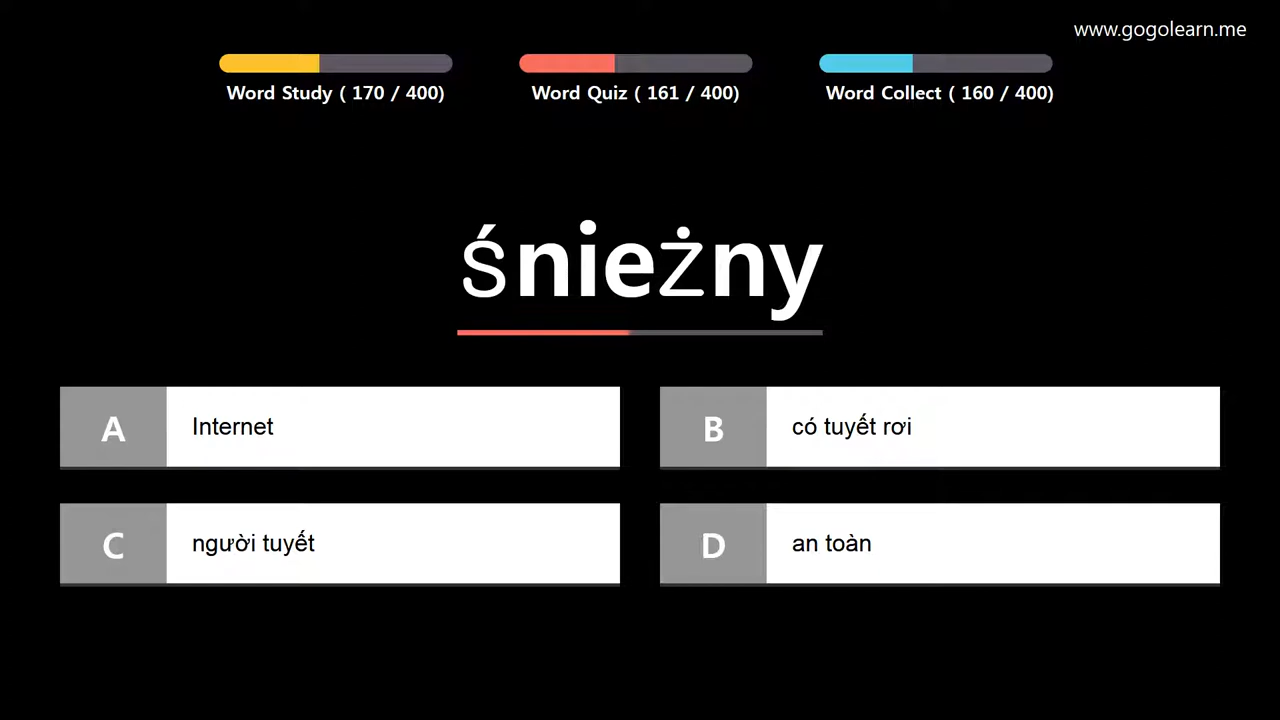 www.gogolearn.me
Word Study ( 170 / 400)
Word Quiz ( 161 / 400)
Word Collect ( 160 / 400)
śnieżny
A
Internet
B
có tuyết rơi
C
người tuyết
D
an toàn